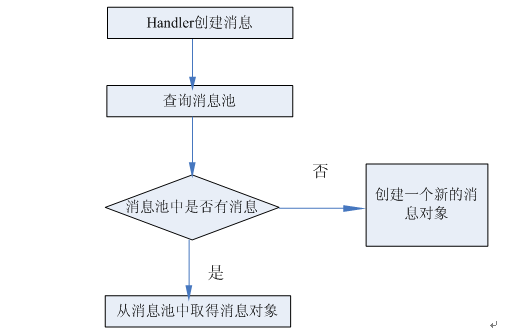 Handler创建消息
查询消息池
消息池中是否有消息
否
创建一个新的消
息对象
是
从消息池中取得消息对象